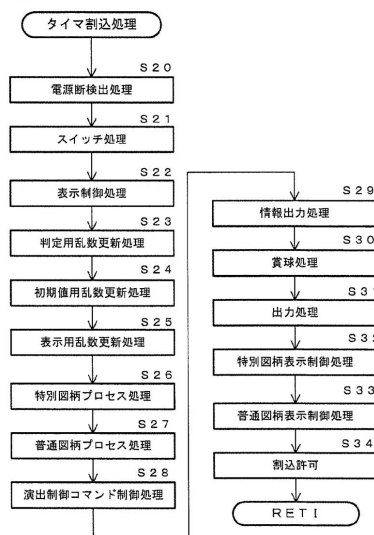 タイマ割込処理
S20
電源断検出処理
S21
スイッチ処理
S22
表示制御処理
S23
判定用乱数更新処理
S24
初期値用乱数更新処理
S25
表示用乱数更新処理
S26
特別図柄プロセス処理
S27
普通図柄プロセス処理
S28
演出制御コマンド制御処理
S29
情報出力処理
S30
賞球処理
S31
出力処理
S32
特別図柄表示制御処理
S33
普通図柄表示制御処理
S34
割込許可
RETI